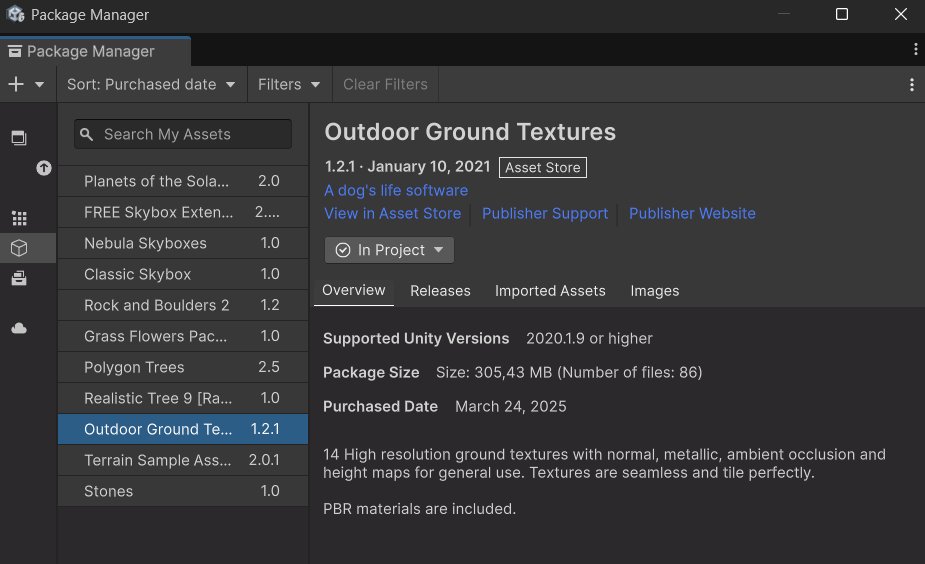 Package Manager
Package Manager
Sort: Purchased date
Filters
Clear Filters
Search My Assets
Planets of the Sola... 2.0
FREE Skybox Exten... 2....
Nebula Skyboxes 1.0
Classic Skybox 1.0
Rock and Boulders 2 1.2
Grass Flowers Pac... 1.0
Polygon Trees 2.5
Realistic Tree 9 [Ra... 1.0
Outdoor Ground Te... 1.2.1
Terrain Sample Ass... 2.0.1
Stones 1.0
Outdoor Ground Textures
1.2.1 · January 10, 2021 Asset Store
A dog's life software
View in Asset Store Publisher Support Publisher Website
In Project
Overview Releases Imported Assets Images
Supported Unity Versions 2020.1.9 or higher
Package Size Size: 305,43 MB (Number of files: 86)
Purchased Date March 24, 2025
14 High resolution ground textures with normal, metallic, ambient occlusion and
height maps for general use. Textures are seamless and tile perfectly.
PBR materials are included.